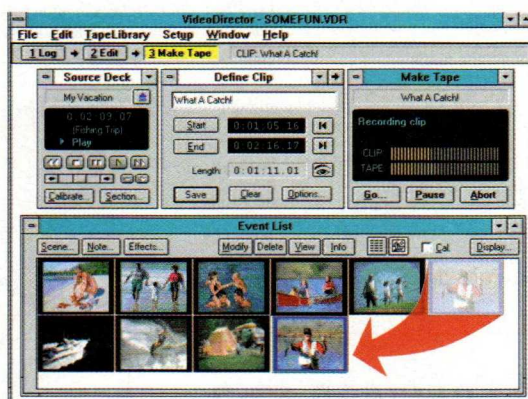 VideoDirector - SOMEFUN.VDR
File Edit TapeLibrary Setup Window Help
1 Log 2 Edit 3 Make Tape CLIP: What A Catch!
Source Deck
My Vacation
0:02:09.07
(Fishing Trip)
Play
Calibrate... Section...
Define Clip
What A Catch!
Start 0:01:05.16
End 0:02:16.17
Length: 0:01:11.01
Save Clear Options...
Make Tape
What A Catch!
Recording clip
CLIP
TAPE
Go... Pause Abort
Event List
Scene... Note... Effects... Modify Delete View Info Cal Display...